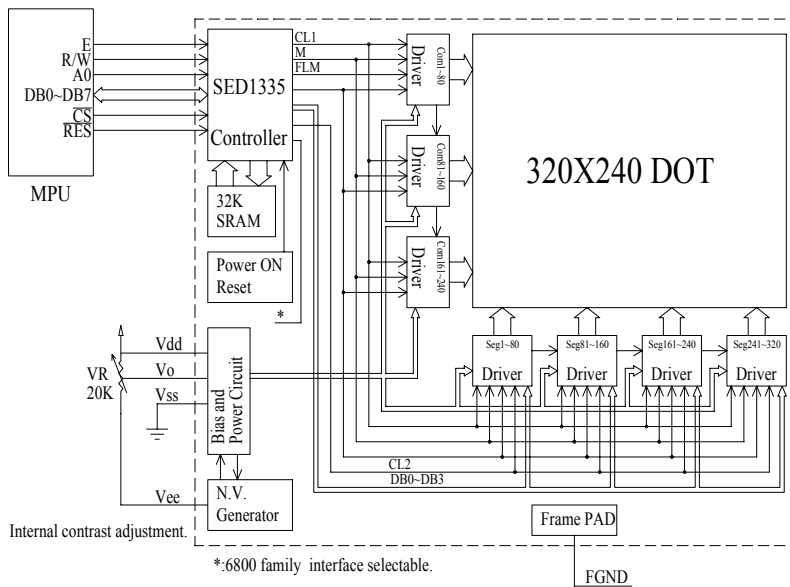 E
R/W
A0
DB0~DB7
CS
RES
MPU
SED1335
Controller
CL1
M
FLM
32K
SRAM
Power ON
Reset
*
Driver
Com1~80
Driver
Com81~160
Driver
Com161~240
320X240 DOT
Seg1~80
Driver
Seg81~160
Driver
Seg161~240
Driver
Seg241~320
Driver
Vdd
Vo
Vss
Vee
VR
20K
Bias and
Power Circuit
N.V.
Generator
CL2
DB0~DB3
Internal contrast adjustment.
Frame PAD
*:6800 family interface selectable.
FGND